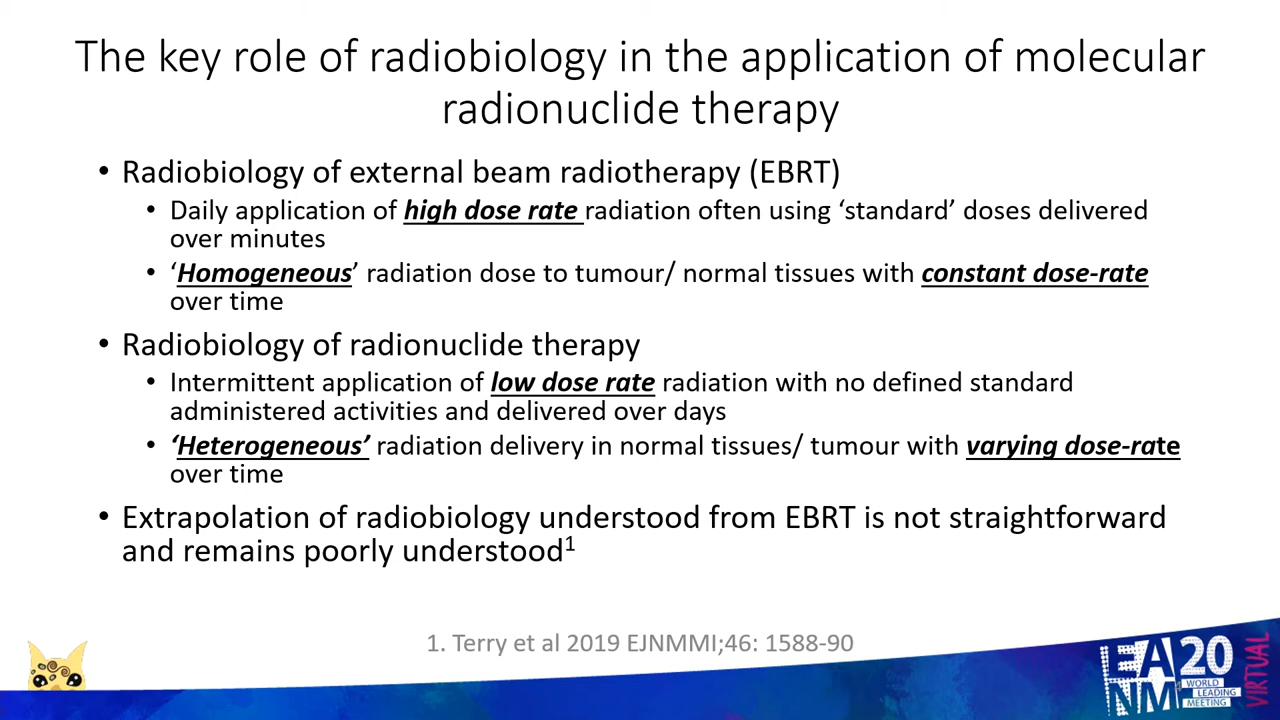 The key role of radiobiology in the application of molecular
radionuclide therapy
• Radiobiology of external beam radiotherapy (EBRT)
• Daily application of high dose rate radiation often using ‘standard’ doses delivered
over minutes
• ‘Homogeneous’ radiation dose to tumour/ normal tissues with constant dose-rate
over time
• Radiobiology of radionuclide therapy
• Intermittent application of low dose rate radiation with no defined standard
administered activities and delivered over days
• ‘Heterogeneous’ radiation delivery in normal tissues/ tumour with varying dose-rate
over time
• Extrapolation of radiobiology understood from EBRT is not straightforward
and remains poorly understood1
1. Terry et al 2019 EJNMMI;46: 1588-90
EA20
NM
WORLD
LEADING
MEETING
VIRTUAL